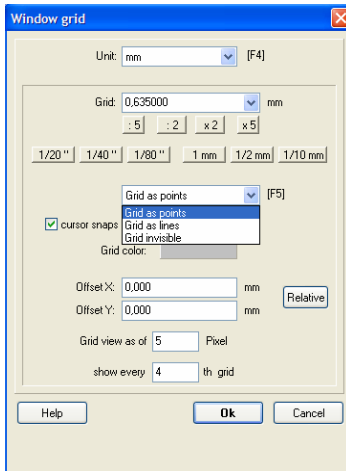 Window grid
Unit: mm [F4]
Grid: 0,635000 mm
: 5 : 2 x 2 x 5
1/20 " 1/40 " 1/80 " 1 mm 1/2 mm 1/10 mm
Grid as points [F5]
Grid as points
cursor snaps Grid as lines
Grid invisible
Grid color:
Offset X: 0,000 mm
Relative
Offset Y: 0,000 mm
Grid view as of 5 Pixel
show every 4 th grid
Help Ok Cancel